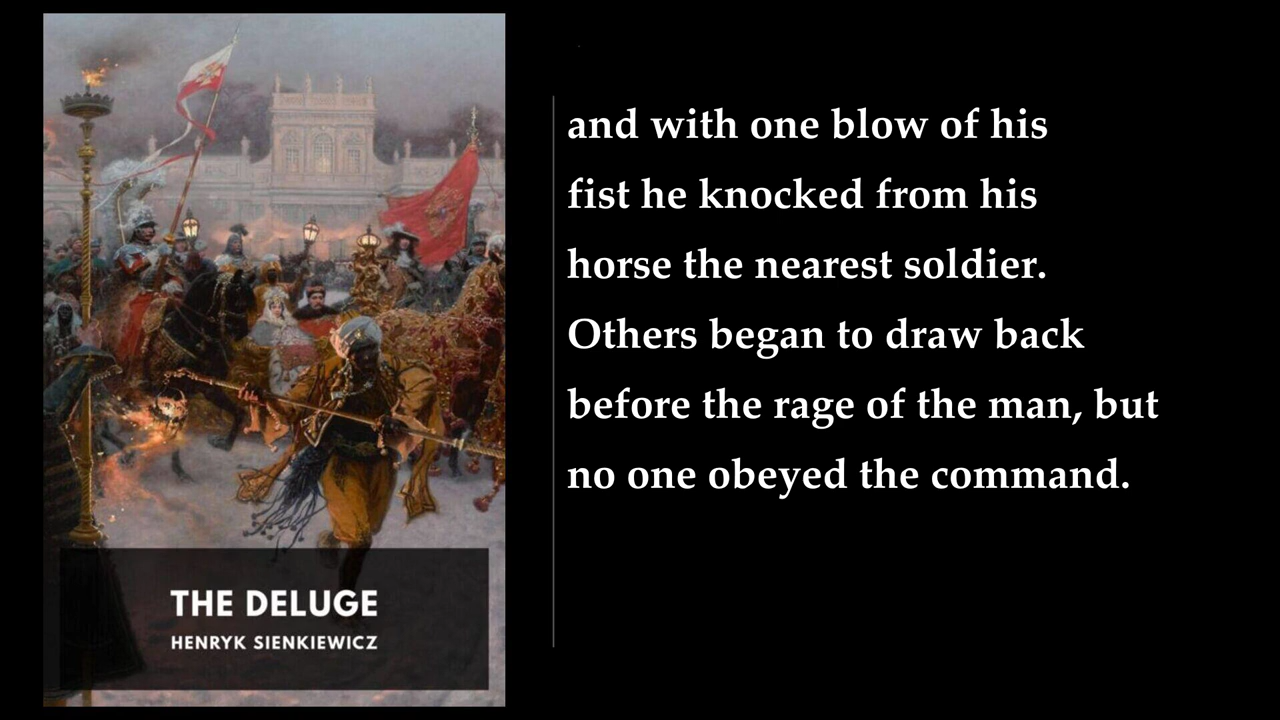 and with one blow of his
fist he knocked from his
horse the nearest soldier.
Others began to draw back
before the rage of the man, but
no one obeyed the command.
THE DELUGE
HENRYK SIENKIEWICZ